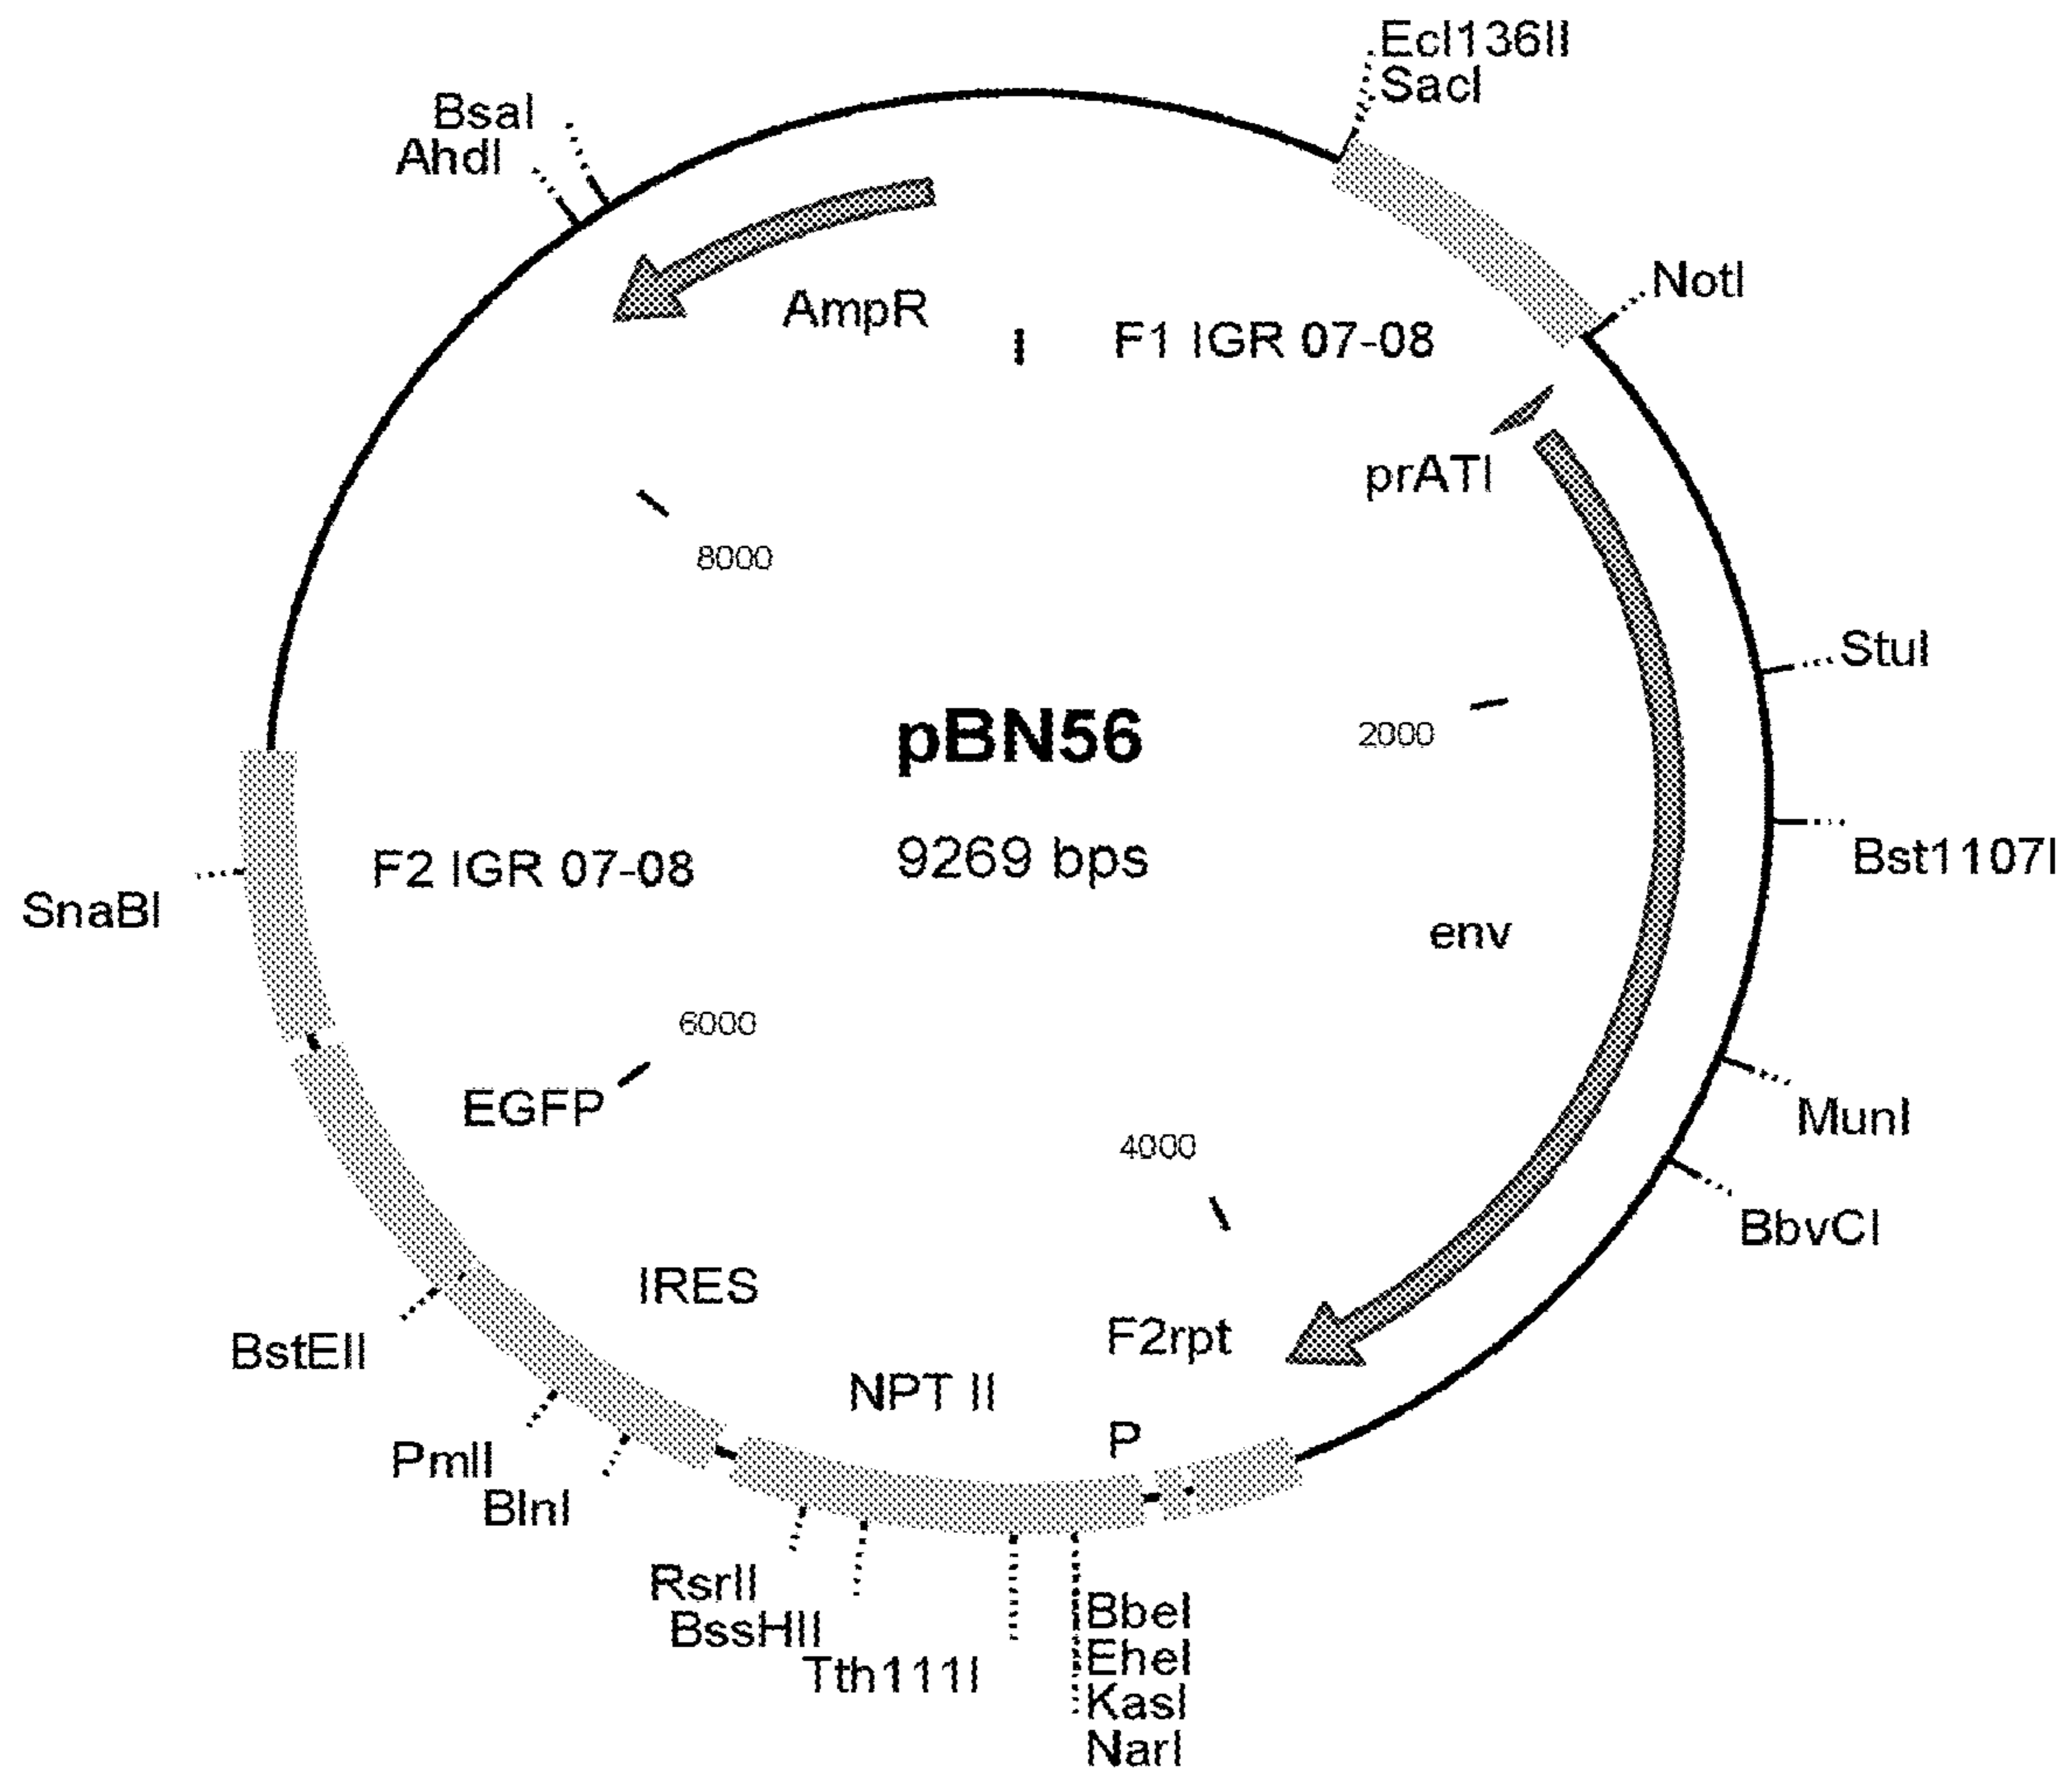 Ecl136II
SacI
BsaI
AhdI
NotI
AmpR
F1 IGR 07-08
prATI
8000
StuI
pBN56
2000
9269 bps
Bst1107I
F2 IGR 07-08
SnaBI
env
6000
EGFP
4000
MunI
BbvCI
IRES
F2rpt
BstEII
NPT II
P
PmlI
BlnI
RsrII
BssHII
Tth111I
BbeI
EheI
KasI
NarI